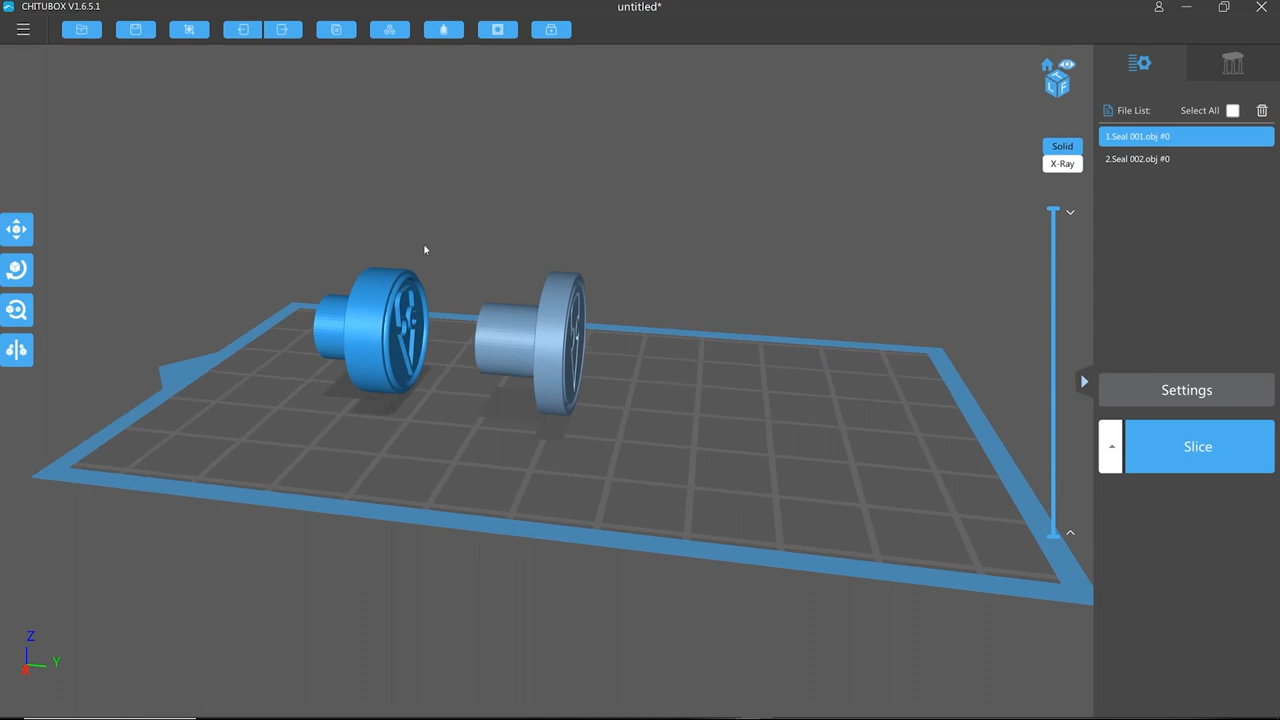 CHITUBOX V1.6.5.1
untitled*
File List:
Select All
1.Seal 001.obj #0
2.Seal 002.obj #0
Solid
X-Ray
T
L F
Settings
Slice
Z
Y